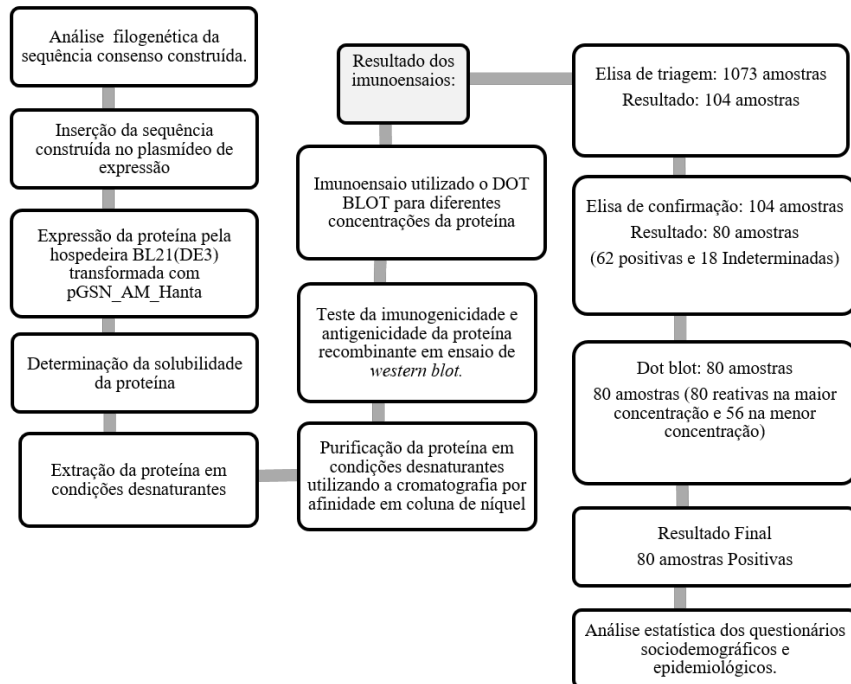 Análise filogenética da
sequência consenso construída.
Inserção da sequência
construída no plasmídeo de
expressão
Expressão da proteína pela
hospedeira BL21(DE3)
transformada com
pGSN_AM_Hanta
Determinação da solubilidade
da proteína
Extração da proteína em
condições desnaturantes
Purificação da proteína em
condições desnaturantes
utilizando a cromatografia por
afinidade em coluna de níquel
Teste da imunogenicidade e
antigenicidade da proteína
recombinante em ensaio de
western blot.
Imunoensaio utilizado o DOT
BLOT para diferentes
concentrações da proteína
Resultado dos
imunoensaios:
Elisa de triagem: 1073 amostras
Resultado: 104 amostras
Elisa de confirmação: 104 amostras
Resultado: 80 amostras
(62 positivas e 18 Indeterminadas)
Dot blot: 80 amostras
80 amostras (80 reativas na maior
concentração e 56 na menor
concentração)
Resultado Final
80 amostras Positivas
Análise estatística dos questionários
sociodemográficos e
epidemiológicos.